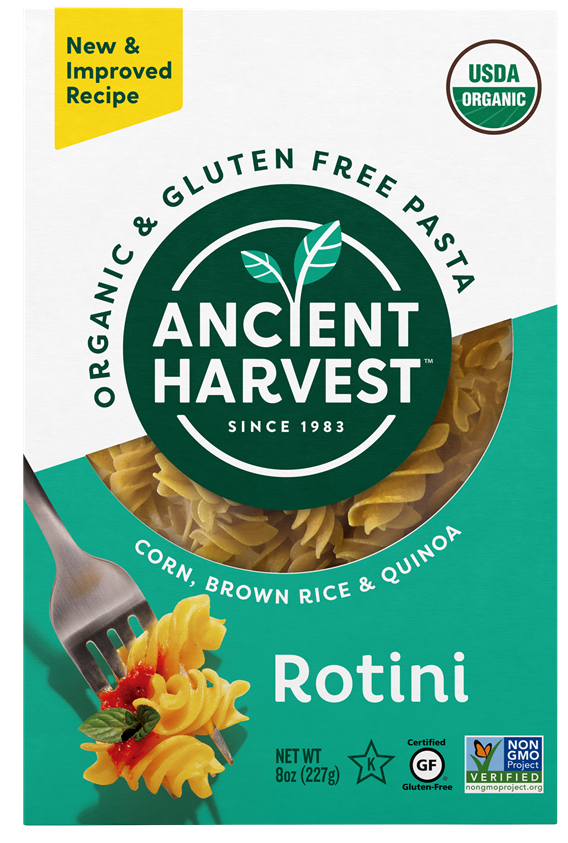 New &
Improved
Recipe
USDA
ORGANIC
ORGANIC & GLUTEN FREE PASTA
ANCIENT
HARVEST™
SINCE 1983
CORN, BROWN RICE & QUINOA
Rotini
NET WT
8oz (227g)
K
Certified
GF
®
Gluten-Free
NON
GMO
Project
VERIFIED
nongmoproject.org